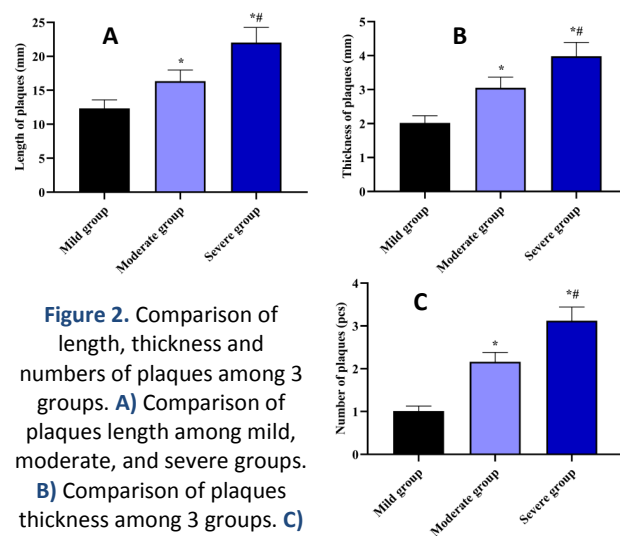 A
Length of plaques (mm)
25
20
15
10
5
0
*
*#
Mild group
Moderate group
Severe group
B
Thickness of plaques (mm)
5
4
3
2
1
0
*
*#
Mild group
Moderate group
Severe group
Figure 2. Comparison of
length, thickness and
numbers of plaques among 3
groups. A) Comparison of
plaques length among mild,
moderate, and severe groups.
B) Comparison of plaques
thickness among 3 groups. C)
C
Number of plaques (pcs)
4
3
2
1
0
*
*#
Mild group
Moderate group
Severe group